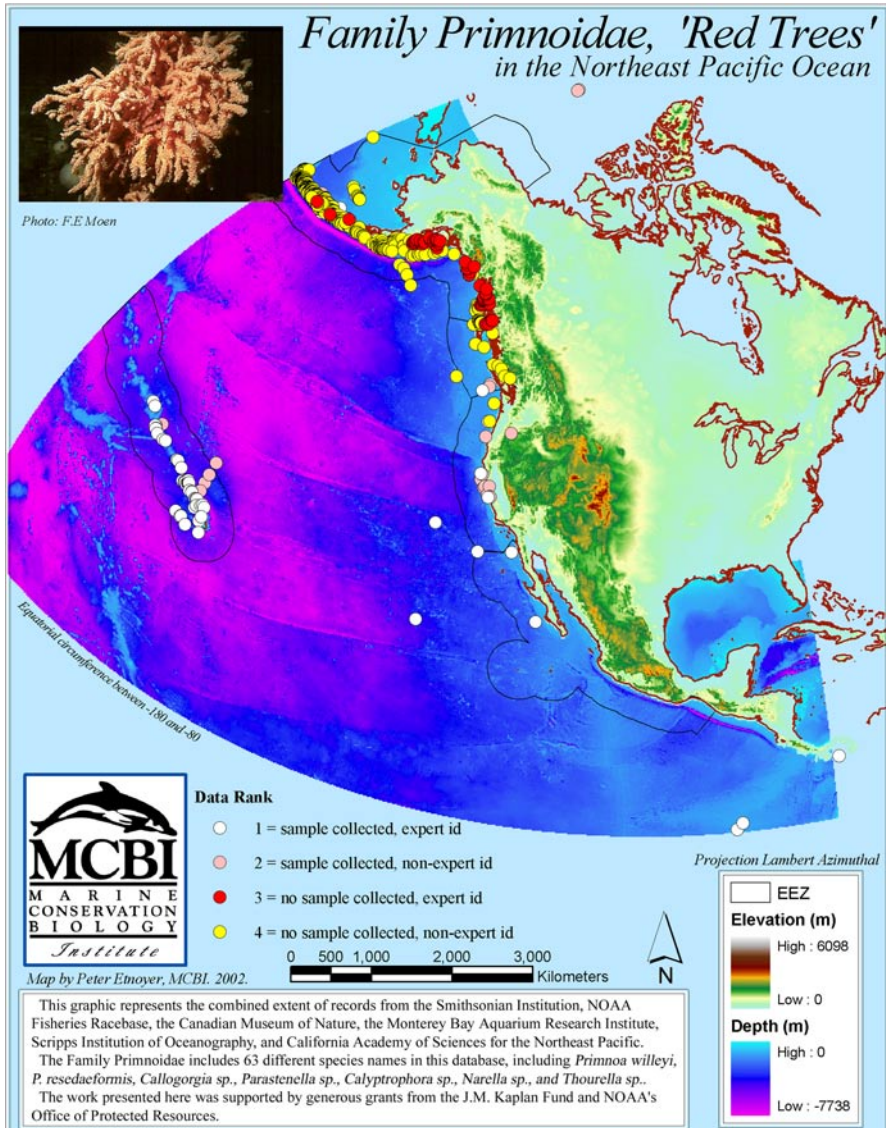 Family Primnoidae, 'Red Trees'
in the Northeast Pacific Ocean
Photo: F.E Moen
Equatorial circumference between -180 and -80
MCBI
MARINE
CONSERVATION
BIOLOGY
Institute
Map by Peter Etnoyer, MCBI. 2002.
Data Rank
1 = sample collected, expert id
2 = sample collected, non-expert id
3 = no sample collected, expert id
4 = no sample collected, non-expert id
0 500 1,000 2,000 3,000
Kilometers
N
Projection Lambert Azimuthal
EEZ
Elevation (m)
High : 6098
Low : 0
Depth (m)
High : 0
Low : -7738
This graphic represents the combined extent of records from the Smithsonian Institution, NOAA
Fisheries Racebase, the Canadian Museum of Nature, the Monterey Bay Aquarium Research Institute,
Scripps Institution of Oceanography, and California Academy of Sciences for the Northeast Pacific.
The Family Primnoidae includes 63 different species names in this database, including Primnoa willeyi,
P. resedaeformis, Callogorgia sp., Parastenella sp., Calyptrophora sp., Narella sp., and Thourella sp..
The work presented here was supported by generous grants from the J.M. Kaplan Fund and NOAA's
Office of Protected Resources.